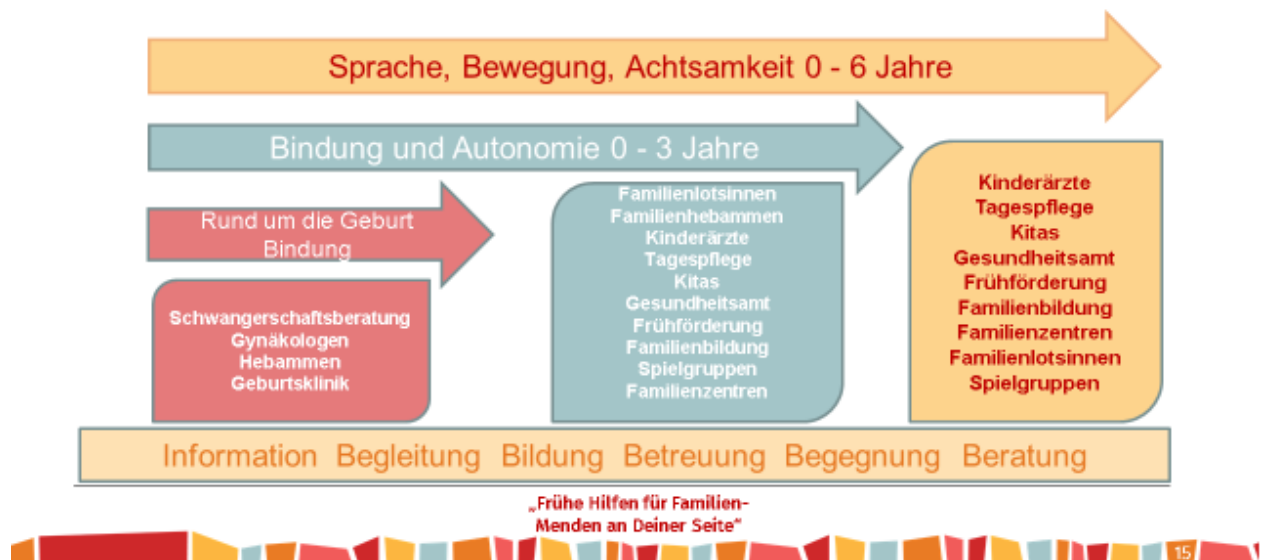 Sprache, Bewegung, Achtsamkeit 0 - 6 Jahre
Bindung und Autonomie 0 - 3 Jahre
Rund um die Geburt
Bindung
Schwangerschaftsberatung
Gynäkologen
Hebammen
Geburtsklinik
Familienlotsinnen
Familienhebammen
Kinderärzte
Tagespflege
Kitas
Gesundheitsamt
Frühförderung
Familienbildung
Spielgruppen
Familienzentren
Kinderärzte
Tagespflege
Kitas
Gesundheitsamt
Frühförderung
Familienbildung
Familienzentren
Familienlotsinnen
Spielgruppen
Information Begleitung Bildung Betreuung Begegnung Beratung
„Frühe Hilfen für Familien-
Menden an Deiner Seite“
15